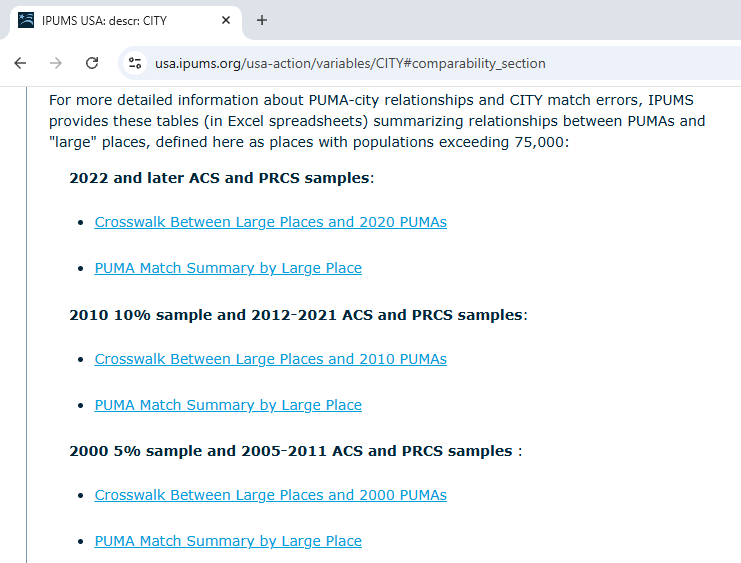 IPUMS USA: descr: CITY
usa.ipums.org/usa-action/variables/CITY#comparability_section
For more detailed information about PUMA-city relationships and CITY match errors, IPUMS
provides these tables (in Excel spreadsheets) summarizing relationships between PUMAs and
"large" places, defined here as places with populations exceeding 75,000:
2022 and later ACS and PRCS samples:
Crosswalk Between Large Places and 2020 PUMAs
PUMA Match Summary by Large Place
2010 10% sample and 2012-2021 ACS and PRCS samples:
Crosswalk Between Large Places and 2010 PUMAs
PUMA Match Summary by Large Place
2000 5% sample and 2005-2011 ACS and PRCS samples :
Crosswalk Between Large Places and 2000 PUMAs
PUMA Match Summary by Large Place